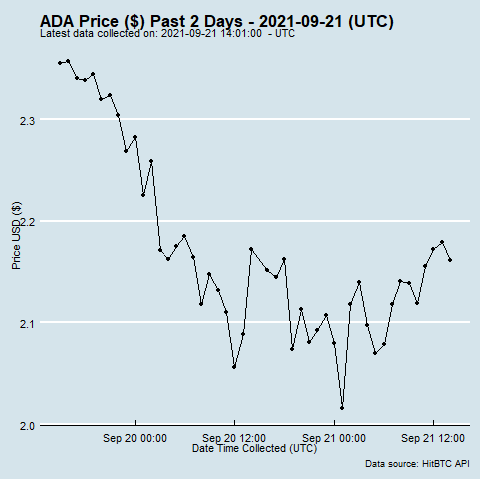 ADA Price ($) Past 2 Days - 2021-09-21 (UTC)
Latest data collected on: 2021-09-21 14:01:00 - UTC
Price USD ($)
2.3
2.2
2.1
2.0
Sep 20 00:00 Sep 20 12:00 Sep 21 00:00 Sep 21 12:00
Date Time Collected (UTC)
Data source: HitBTC API